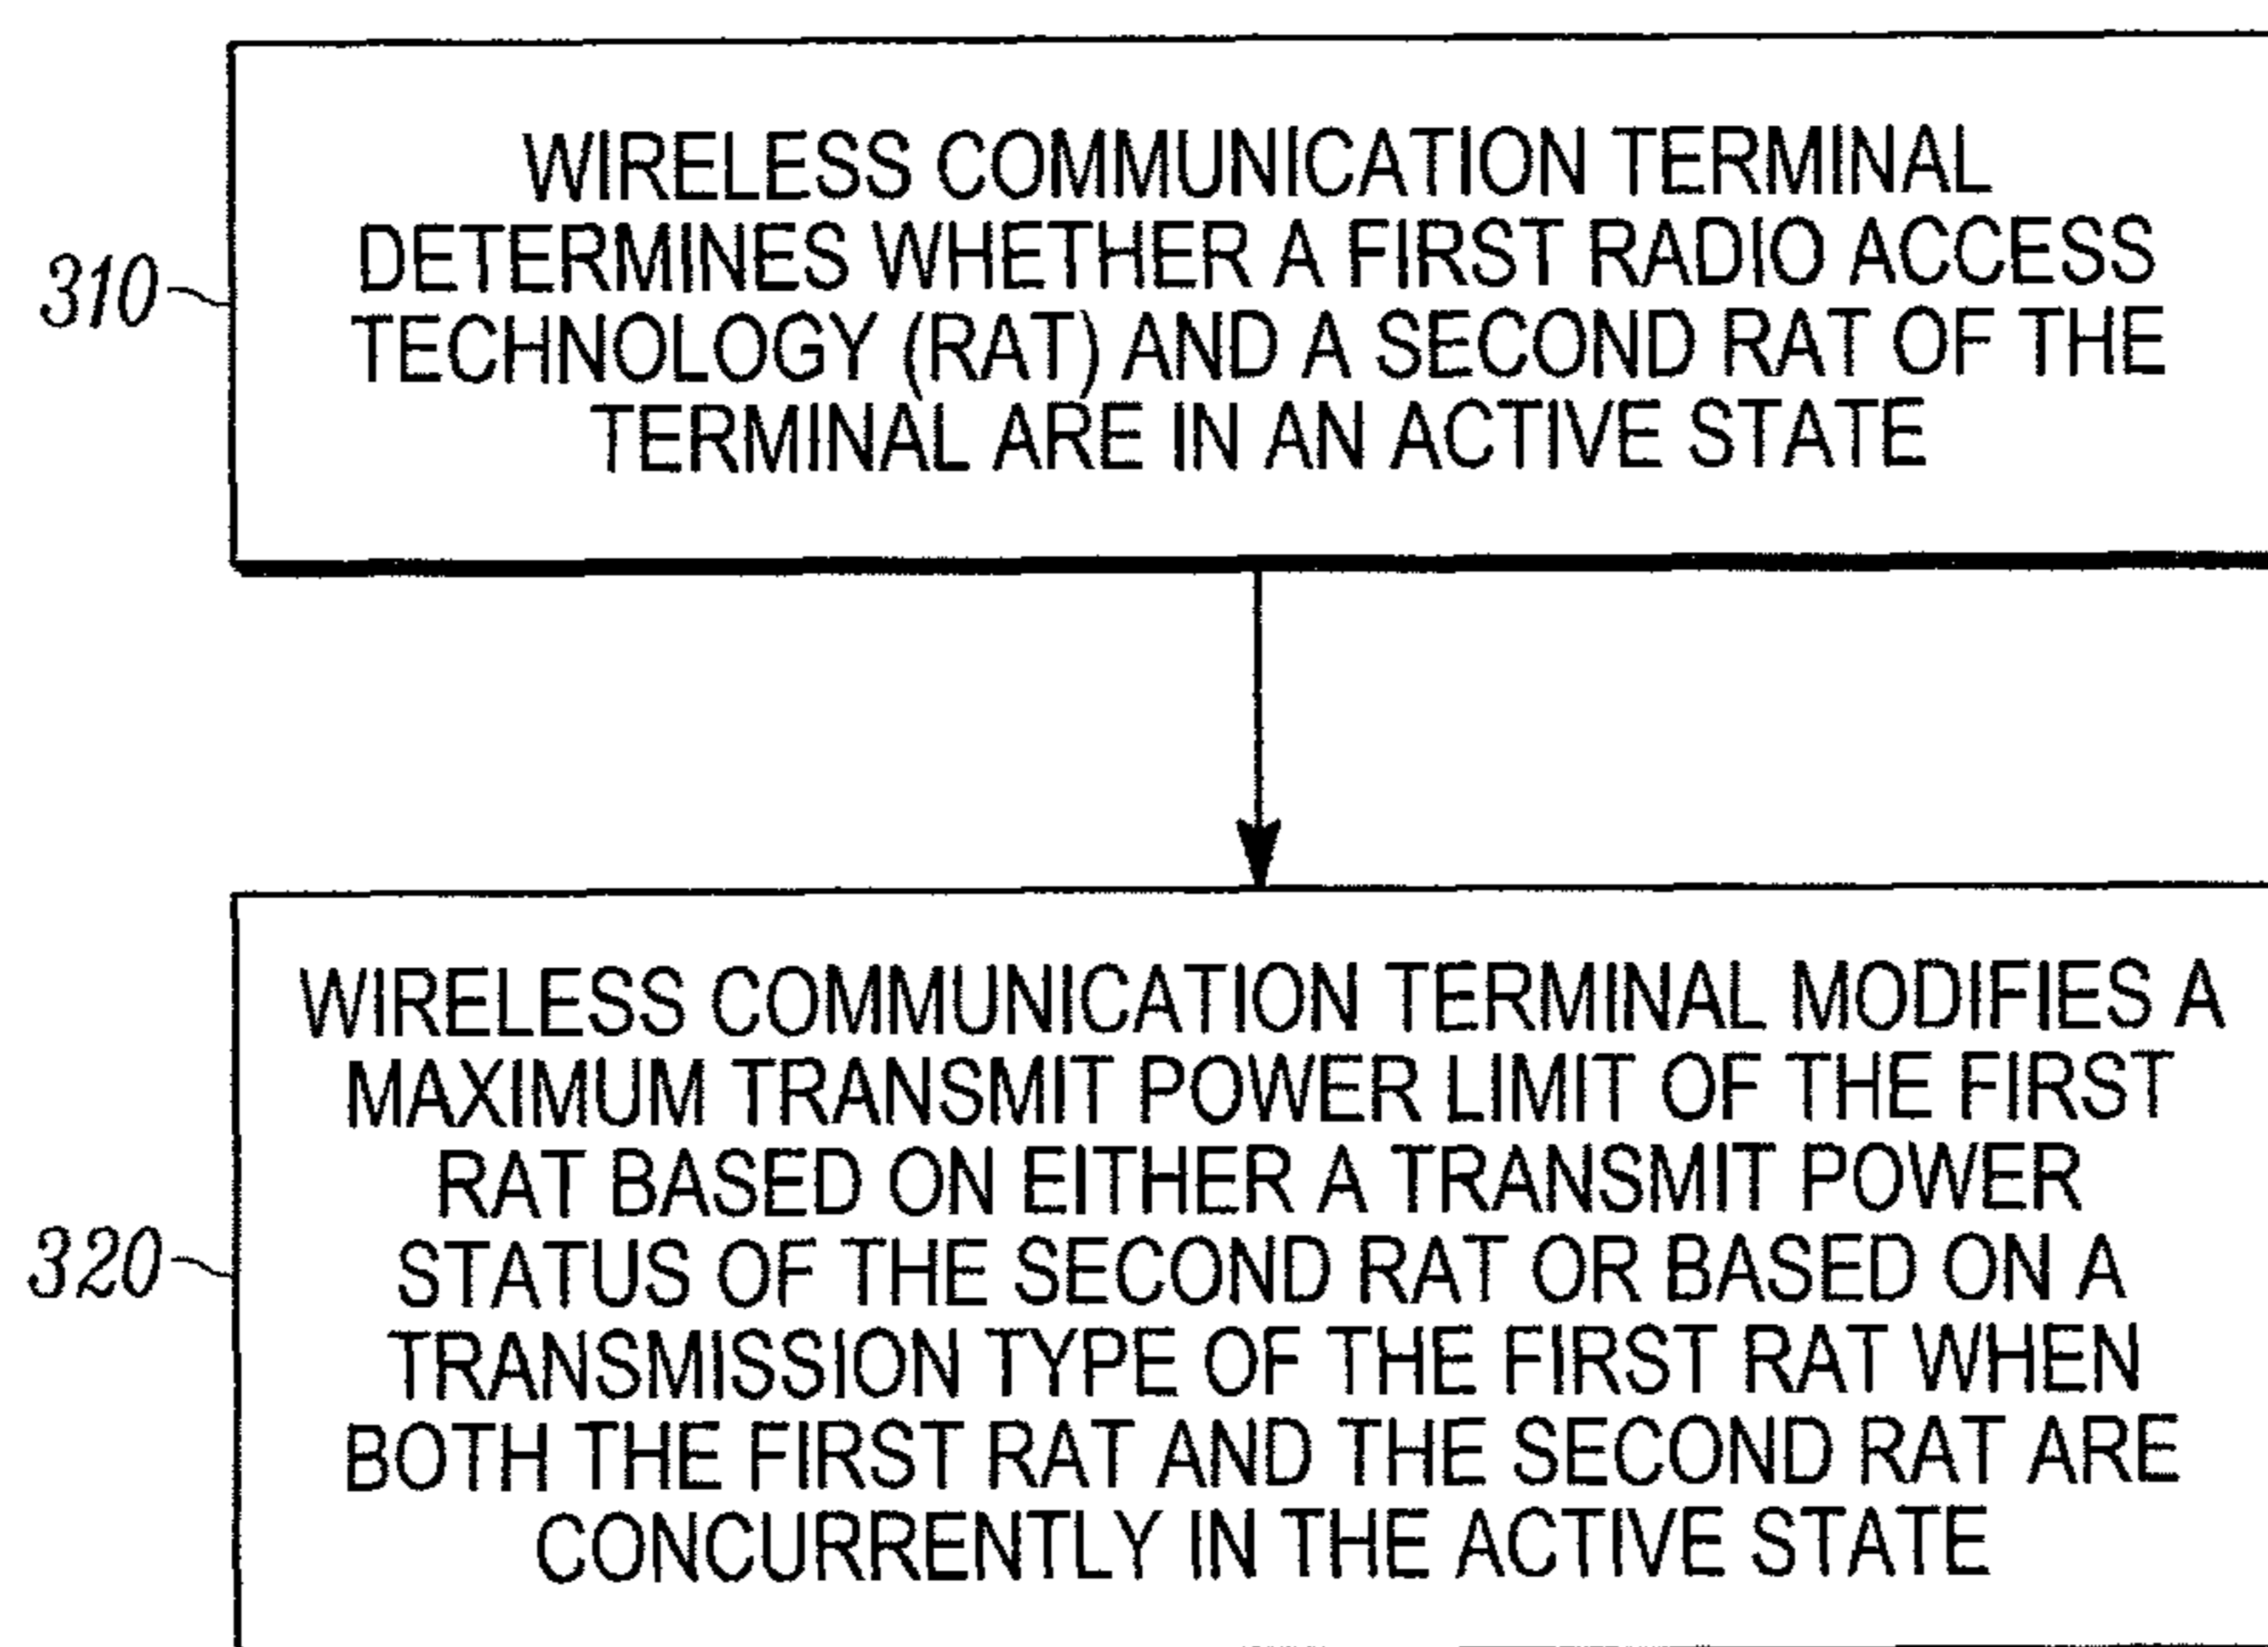 WIRELESS COMMUNICATION TERMINAL
DETERMINES WHETHER A FIRST RADIO ACCESS
310
TECHNOLOGY (RAT) AND A SECOND RAT OF THE
TERMINAL ARE IN AN ACTIVE STATE
WIRELESS COMMUNICATION TERMINAL MODIFIES A
MAXIMUM TRANSMIT POWER LIMIT OF THE FIRST
RAT BASED ON EITHER A TRANSMIT POWER
320
STATUS OF THE SECOND RAT OR BASED ON A
TRANSMISSION TYPE OF THE FIRST RAT WHEN
BOTH THE FIRST RAT AND THE SECOND RAT ARE
CONCURRENTLY IN THE ACTIVE STATE